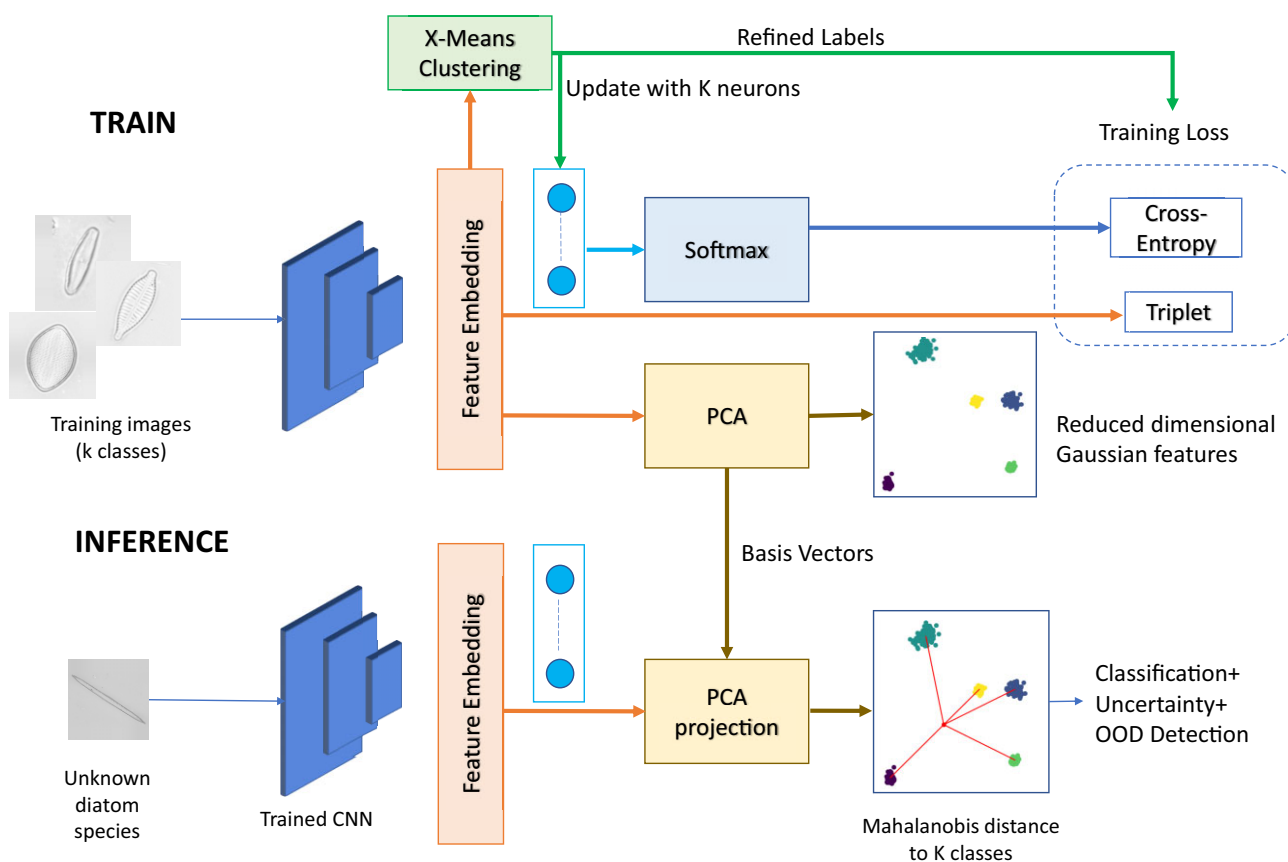 X-Means
Clustering
Refined Labels
Update with K neurons
TRAIN
Training Loss
Feature Embedding
Softmax
Cross-
Entropy
Triplet
Training images
(k classes)
PCA
Reduced dimensional
Gaussian features
INFERENCE
Basis Vectors
Feature Embedding
PCA
projection
Classification+
Uncertainty+
OOD Detection
Unknown
diatom
species
Trained CNN
Mahalanobis distance
to K classes